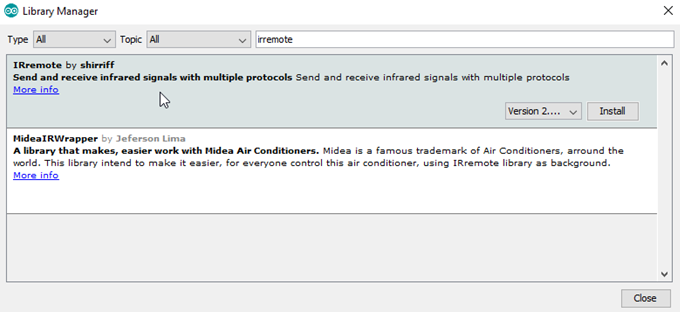 Library Manager
Type All Topic All irremote
IRremote by shirriff
Send and receive infrared signals with multiple protocols Send and receive infrared signals with multiple protocols
More info
Version 2.... Install
MideaIRWrapper by Jeferson Lima
A library that makes, easier work with Midea Air Conditioners. Midea is a famous trademark of Air Conditioners, arround the
world. This library intend to make it easier, for everyone control this air conditioner, using IRremote library as background.
More info
Close